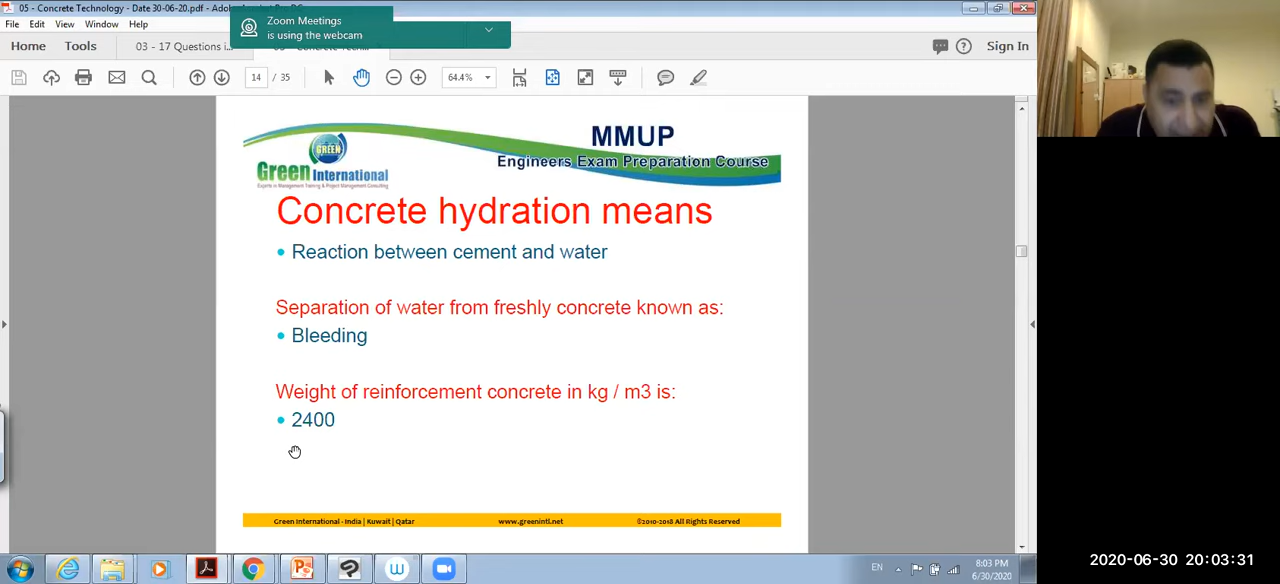 05 - Concrete Technology - Date 30-06-20.pdf - Adobe
Zoom Meetings
is using the webcam
File Edit View Window Help
Home Tools 03 - 17 Questions i... Sign In
14 / 35 64.4%
MMUP
Engineers Exam Preparation Course
GREEN
Green International
Experts in Management Training & Project Management Consulting
Concrete hydration means
• Reaction between cement and water
Separation of water from freshly concrete known as:
• Bleeding
Weight of reinforcement concrete in kg / m3 is:
• 2400
Green International - India | Kuwait | Qatar www.greenintl.net ©2010-2018 All Rights Reserved
EN 8:03 PM
6/30/2020
2020-06-30 20:03:31